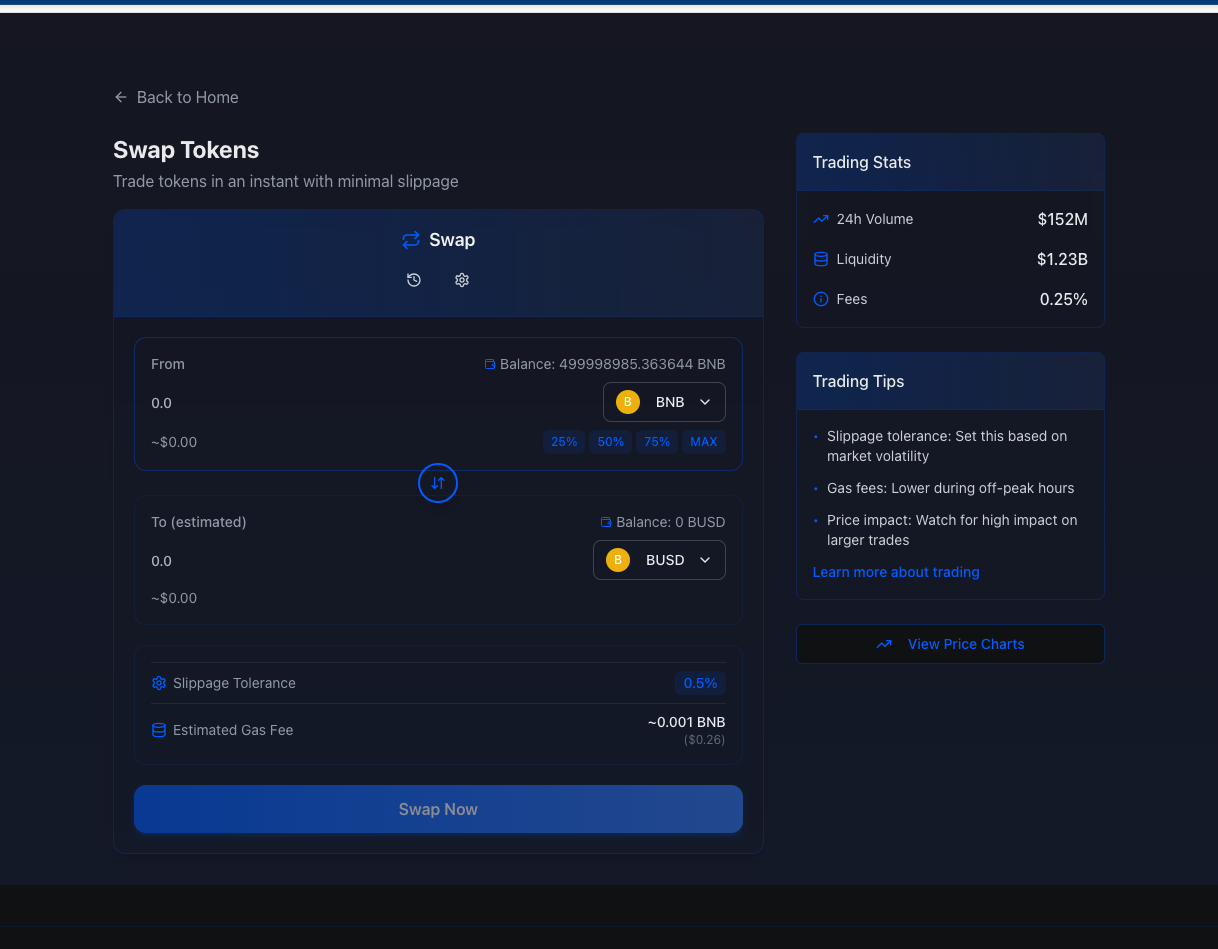 Back to Home
Swap Tokens
Trade tokens in an instant with minimal slippage
Swap
From
Balance: 499998985.363644 BNB
0.0
B
BNB
~$0.00
25%
50%
75%
MAX
To (estimated)
Balance: 0 BUSD
0.0
B
BUSD
~$0.00
Slippage Tolerance
0.5%
Estimated Gas Fee
~0.001 BNB
($0.26)
Swap Now
Trading Stats
24h Volume
$152M
Liquidity
$1.23B
Fees
0.25%
Trading Tips
• Slippage tolerance: Set this based on
market volatility
• Gas fees: Lower during off-peak hours
• Price impact: Watch for high impact on
larger trades
Learn more about trading
View Price Charts